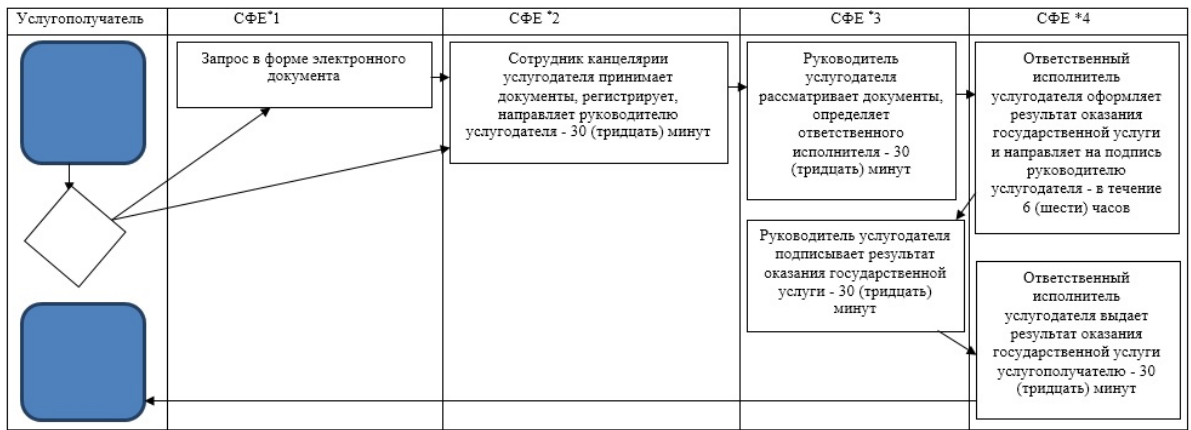 Услугополучатель
СФЕ*1
СФЕ *2
СФЕ *3
СФЕ *4
Запрос в форме электронного
документа
Сотрудник канцелярии
услугодателя принимает
документы, регистрирует,
направляет руководителю
услугодателя - 30 (тридцать) минут
Руководитель
услугодателя
рассматривает документы,
определяет
ответственного
исполнителя - 30
(тридцать) минут
Ответственный
исполнитель
услугодателя оформляет
результат оказания
государственной услуги
и направляет на подпись
руководителю
услугодателя - в течение
6 (шести) часов
Руководитель услугодателя
подписывает результат
оказания государственной
услуги - 30 (тридцать)
минут
Ответственный
исполнитель
услугодателя выдает
результат оказания
государственной услуги
услугополучателю - 30
(тридцать) минут